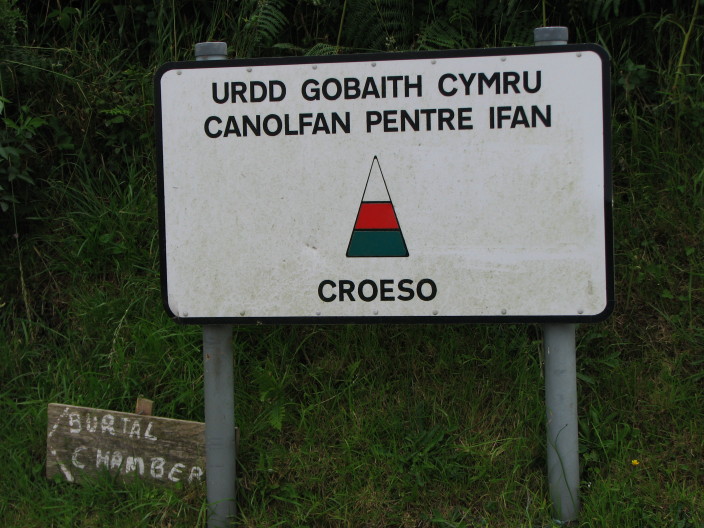 URDD GOBAITH CYMRU
CANOLFAN PENTRE IFAN
CROESO
BURIAL
CHAMBER